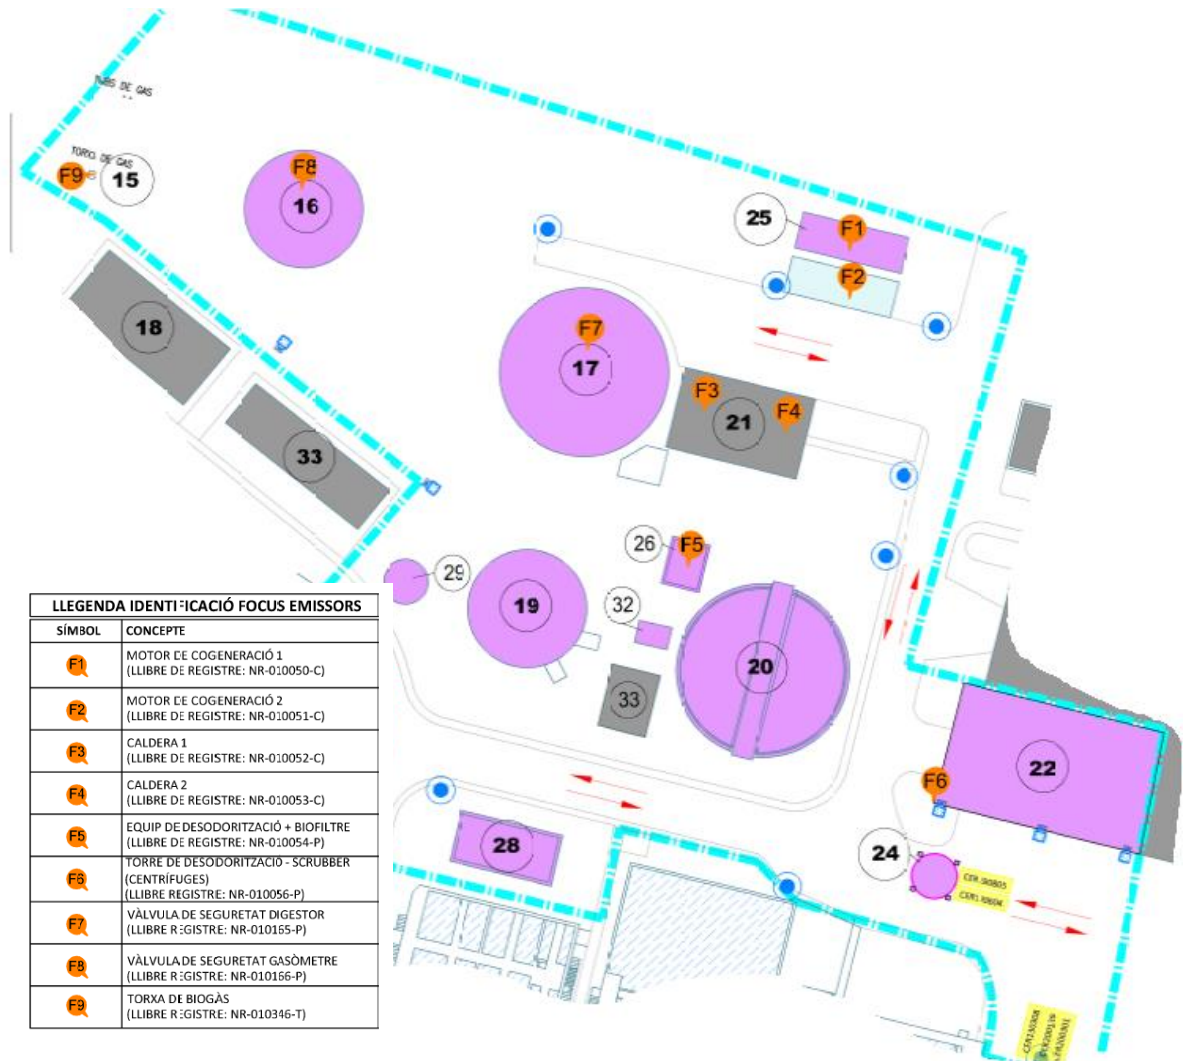 TUBS DE GAS
TORXA DE GAS
F9
15
F8
16
25
F1
F2
18
F7
17
F3
F4
21
33
26
F5
29
19
32
20
33
22
F6
28
24
LLEGENDA IDENTIFICACIÓ FOCUS EMISSORS
SÍMBOL CONCEPTE
F1 MOTOR DE COGENERACIÓ 1
(LLIBRE DE REGISTRE: NR-010050-C)
F2 MOTOR DE COGENERACIÓ 2
(LLIBRE DE REGISTRE: NR-010051-C)
F3 CALDERA 1
(LLIBRE DE REGISTRE: NR-010052-C)
F4 CALDERA 2
(LLIBRE DE REGISTRE: NR-010053-C)
F5 EQUIP DE DESODORITZACIÓ + BIOFILTRE
(LLIBRE DE REGISTRE: NR-010054-P)
F6 TORRE DE DESODORITZACIÓ - SCRUBBER
(CENTRÍFUGES)
(LLIBRE REGISTRE: NR-010056-P)
F7 VÀLVULA DE SEGURETAT DIGESTOR
(LLIBRE REGISTRE: NR-010165-P)
F8 VÀLVULA DE SEGURETAT GASÒMETRE
(LLIBRE REGISTRE: NR-010166-P)
F9 TORXA DE BIOGÀS
(LLIBRE REGISTRE: NR-010346-T)